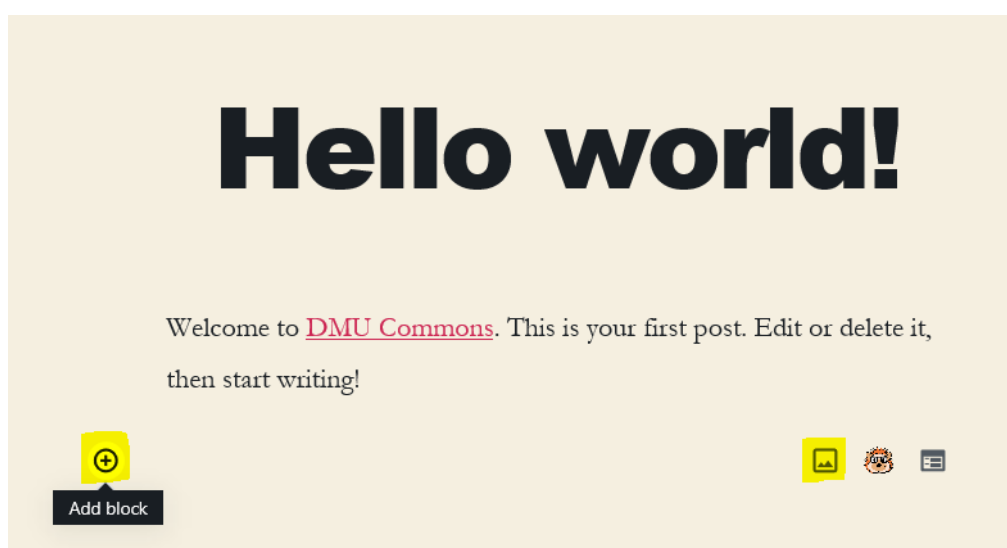 Hello world!
Welcome to DMU Commons. This is your first post. Edit or delete it,
then start writing!
Add block